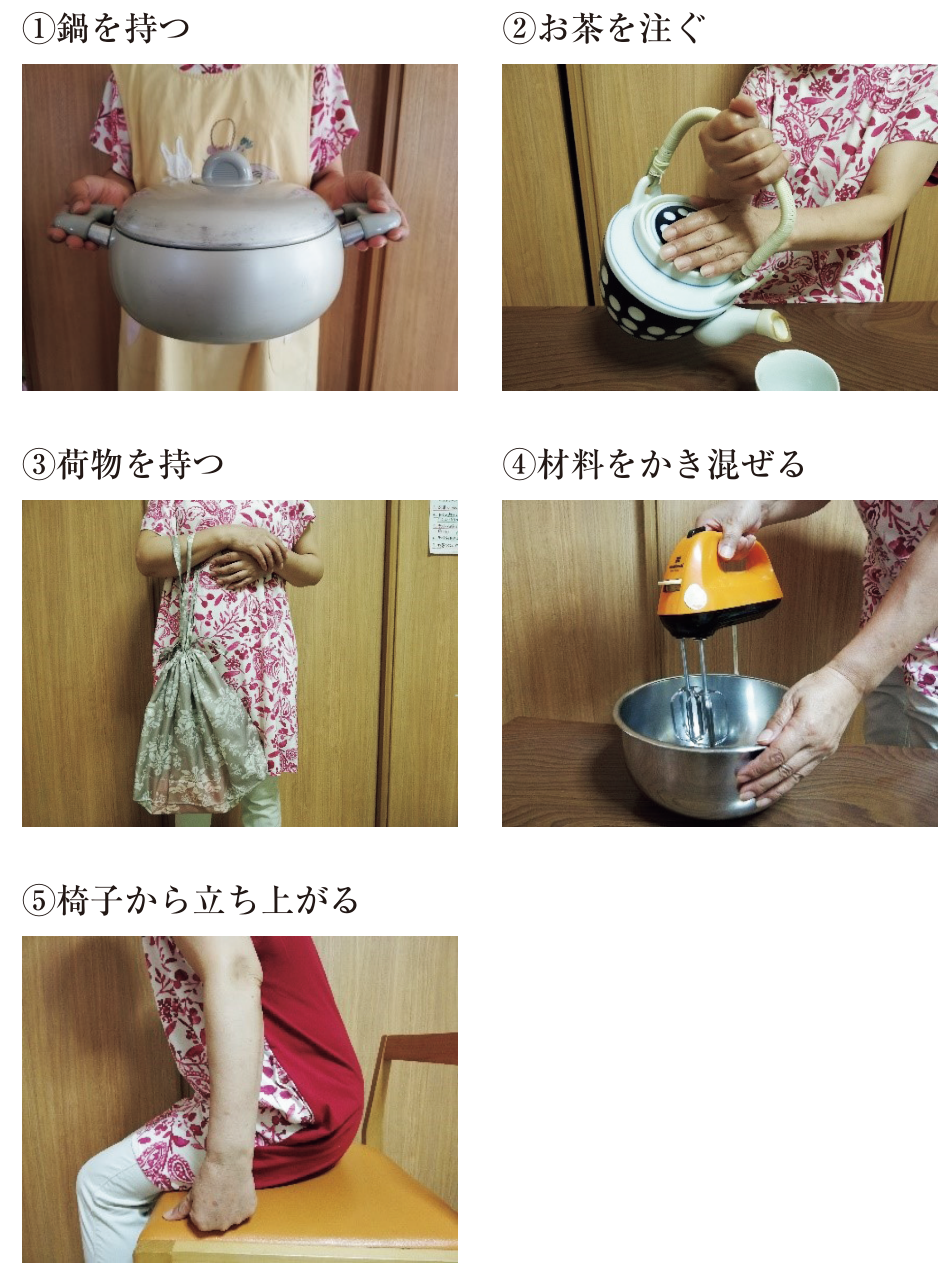 ①鍋を持つ
②お茶を注ぐ
③荷物を持つ
④材料をかき混ぜる
⑤椅子から立ち上がる